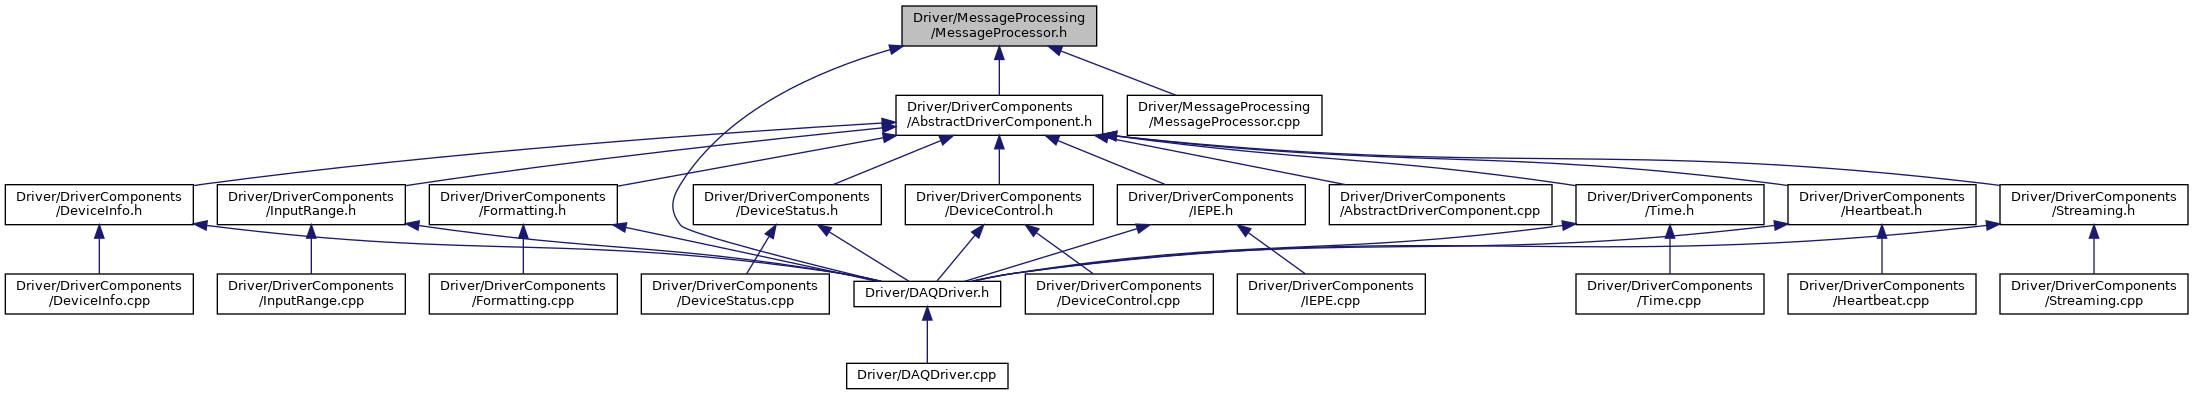 Driver/MessageProcessing
/MessageProcessor.h
Driver/DriverComponents
/AbstractDriverComponent.h
Driver/MessageProcessing
/MessageProcessor.cpp
Driver/DriverComponents
/DeviceInfo.h
Driver/DriverComponents
/InputRange.h
Driver/DriverComponents
/Formatting.h
Driver/DriverComponents
/DeviceStatus.h
Driver/DriverComponents
/DeviceControl.h
Driver/DriverComponents
/IEPE.h
Driver/DriverComponents
/AbstractDriverComponent.cpp
Driver/DriverComponents
/Time.h
Driver/DriverComponents
/Heartbeat.h
Driver/DriverComponents
/Streaming.h
Driver/DriverComponents
/DeviceInfo.cpp
Driver/DriverComponents
/InputRange.cpp
Driver/DriverComponents
/Formatting.cpp
Driver/DriverComponents
/DeviceStatus.cpp
Driver/DAQDriver.h
Driver/DriverComponents
/DeviceControl.cpp
Driver/DriverComponents
/IEPE.cpp
Driver/DriverComponents
/Time.cpp
Driver/DriverComponents
/Heartbeat.cpp
Driver/DriverComponents
/Streaming.cpp
Driver/DAQDriver.cpp